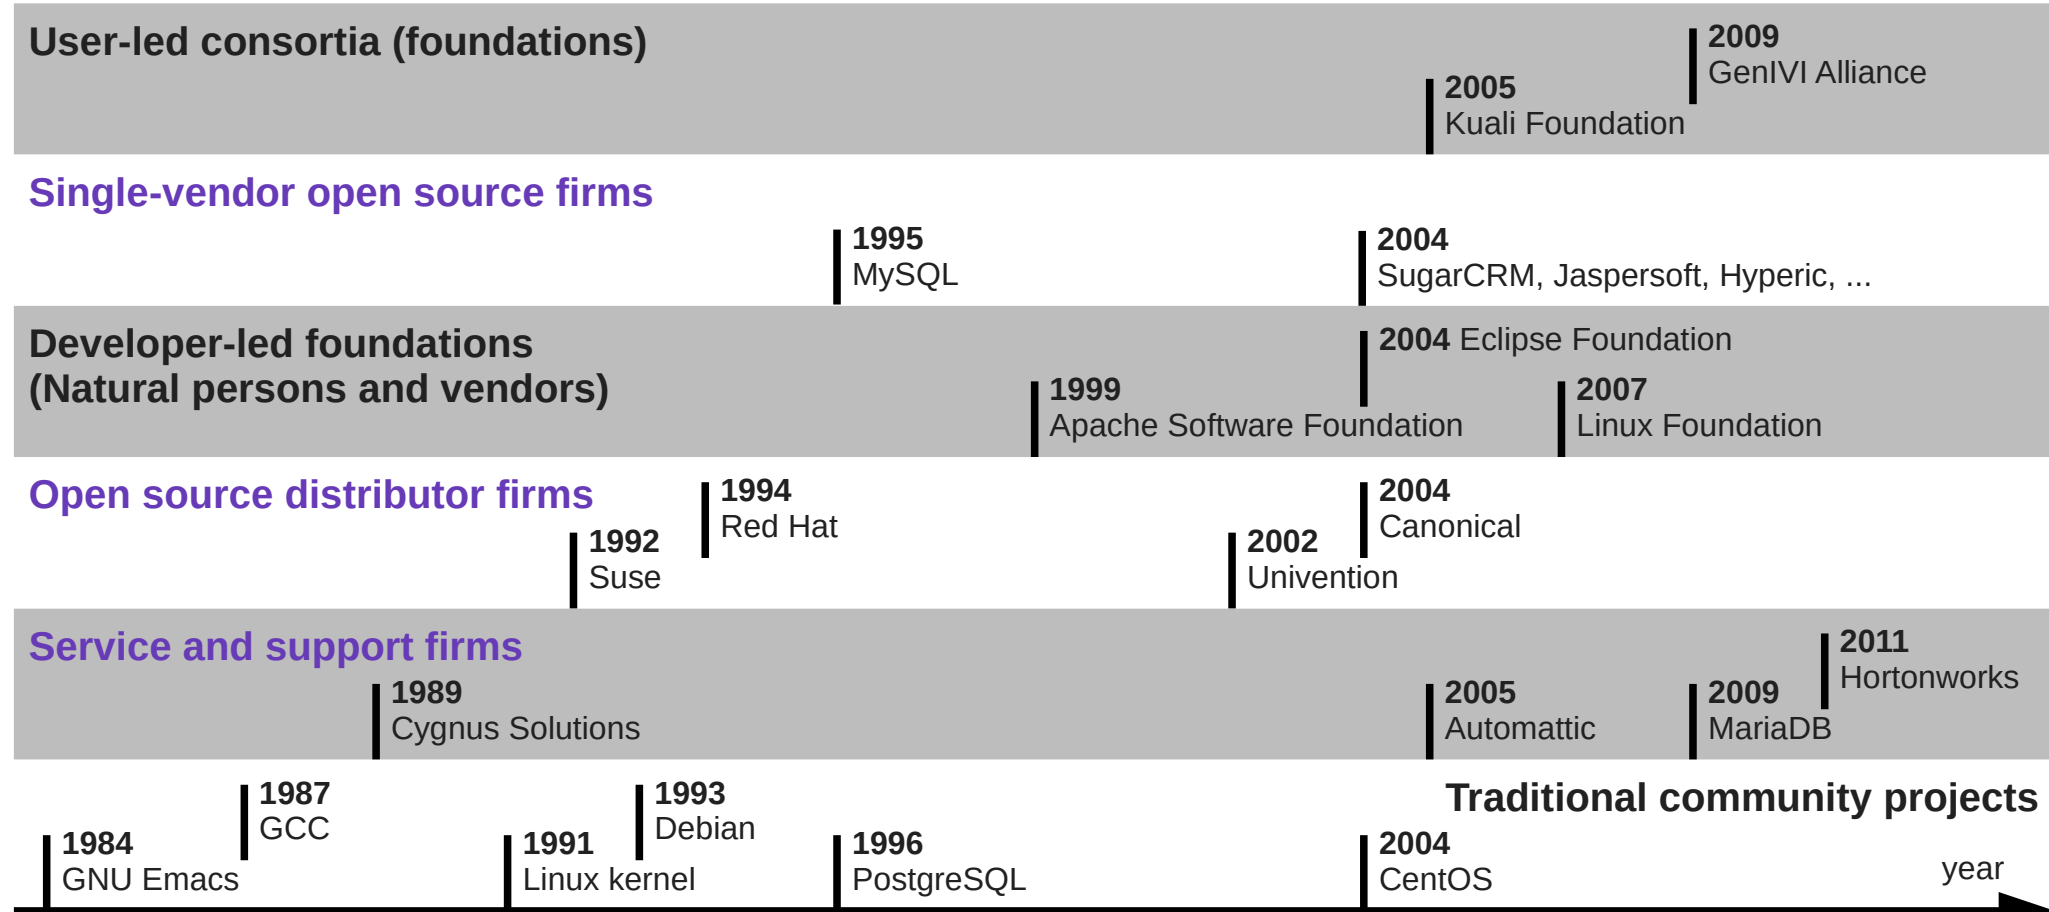 User-led consortia (foundations)
2009
GenIVI Alliance
2005
Kuali Foundation
Single-vendor open source firms
1995
MySQL
2004
SugarCRM, Jaspersoft, Hyperic, ...
Developer-led foundations
(Natural persons and vendors)
2004 Eclipse Foundation
1999
Apache Software Foundation
2007
Linux Foundation
Open source distributor firms
1994
Red Hat
2004
Canonical
1992
Suse
2002
Univention
Service and support firms
2011
Hortonworks
1989
Cygnus Solutions
2005
Automattic
2009
MariaDB
Traditional community projects
1987
GCC
1993
Debian
1984
GNU Emacs
1991
Linux kernel
1996
PostgreSQL
2004
CentOS
year